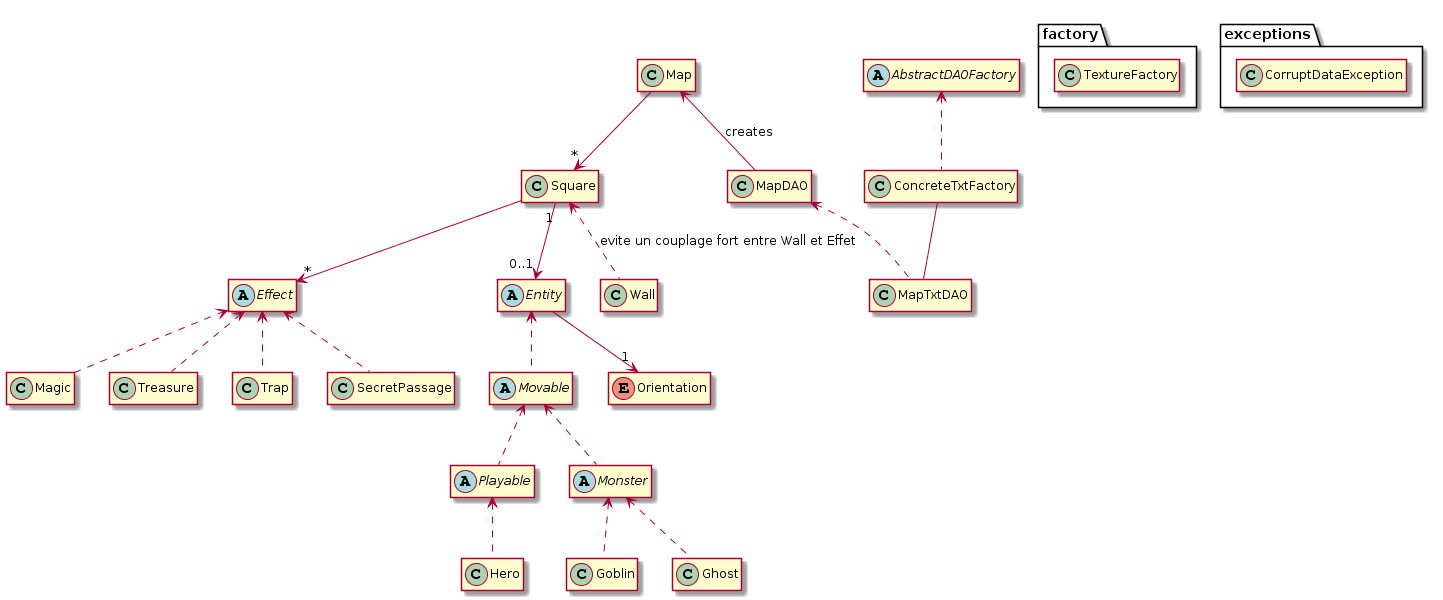 factory
exceptions
C Map
A AbstractDAOFactory
C TextureFactory
C CorruptDataException
creates
*
C Square
C MapDAO
C ConcreteTxtFactory
1
evite un couplage fort entre Wall et Effet
*
0..1
A Effect
A Entity
C Wall
C MapTxtDAO
1
C Magic
C Treasure
C Trap
C SecretPassage
A Movable
E Orientation
A Playable
A Monster
C Hero
C Goblin
C Ghost